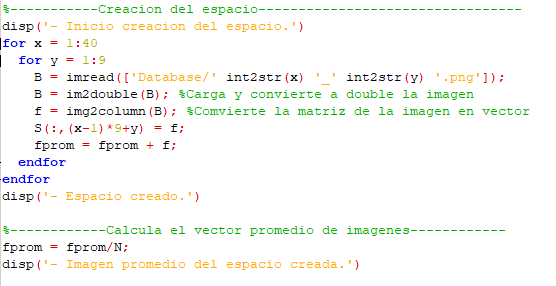 %-----------Creacion del espacio-----------------------------
disp('- Inicio creacion del espacio.')
for x = 1:40
  for y = 1:9
    B = imread(['Database/' int2str(x) '_' int2str(y) '.png']);
    B = im2double(B); %Carga y convierte a double la imagen
    f = img2column(B); %Comvierte la matriz de la imagen en vector
    S(:,(x-1)*9+y) = f;
    fprom = fprom + f;
  endfor
endfor
disp('- Espacio creado.')
%------------Calcula el vector promedio de imagenes------------
fprom = fprom/N;
disp('- Imagen promedio del espacio creada.')